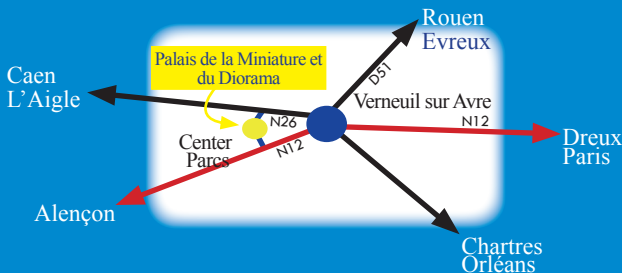 Rouen
Evreux
Palais de la Miniature et
du Diorama
D51
Caen
L'Aigle
Verneuil sur Avre
N26
N12
Center
Parcs
N12
Dreux
Paris
Alençon
Chartres
Orléans